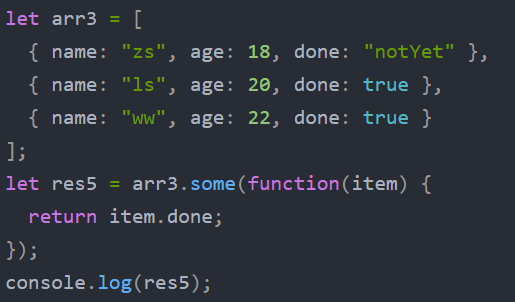 let arr3 = [
  { name: "zs", age: 18, done: "notYet" },
  { name: "ls", age: 20, done: true },
  { name: "ww", age: 22, done: true }
];
let res5 = arr3.some(function(item) {
  return item.done;
});
console.log(res5);